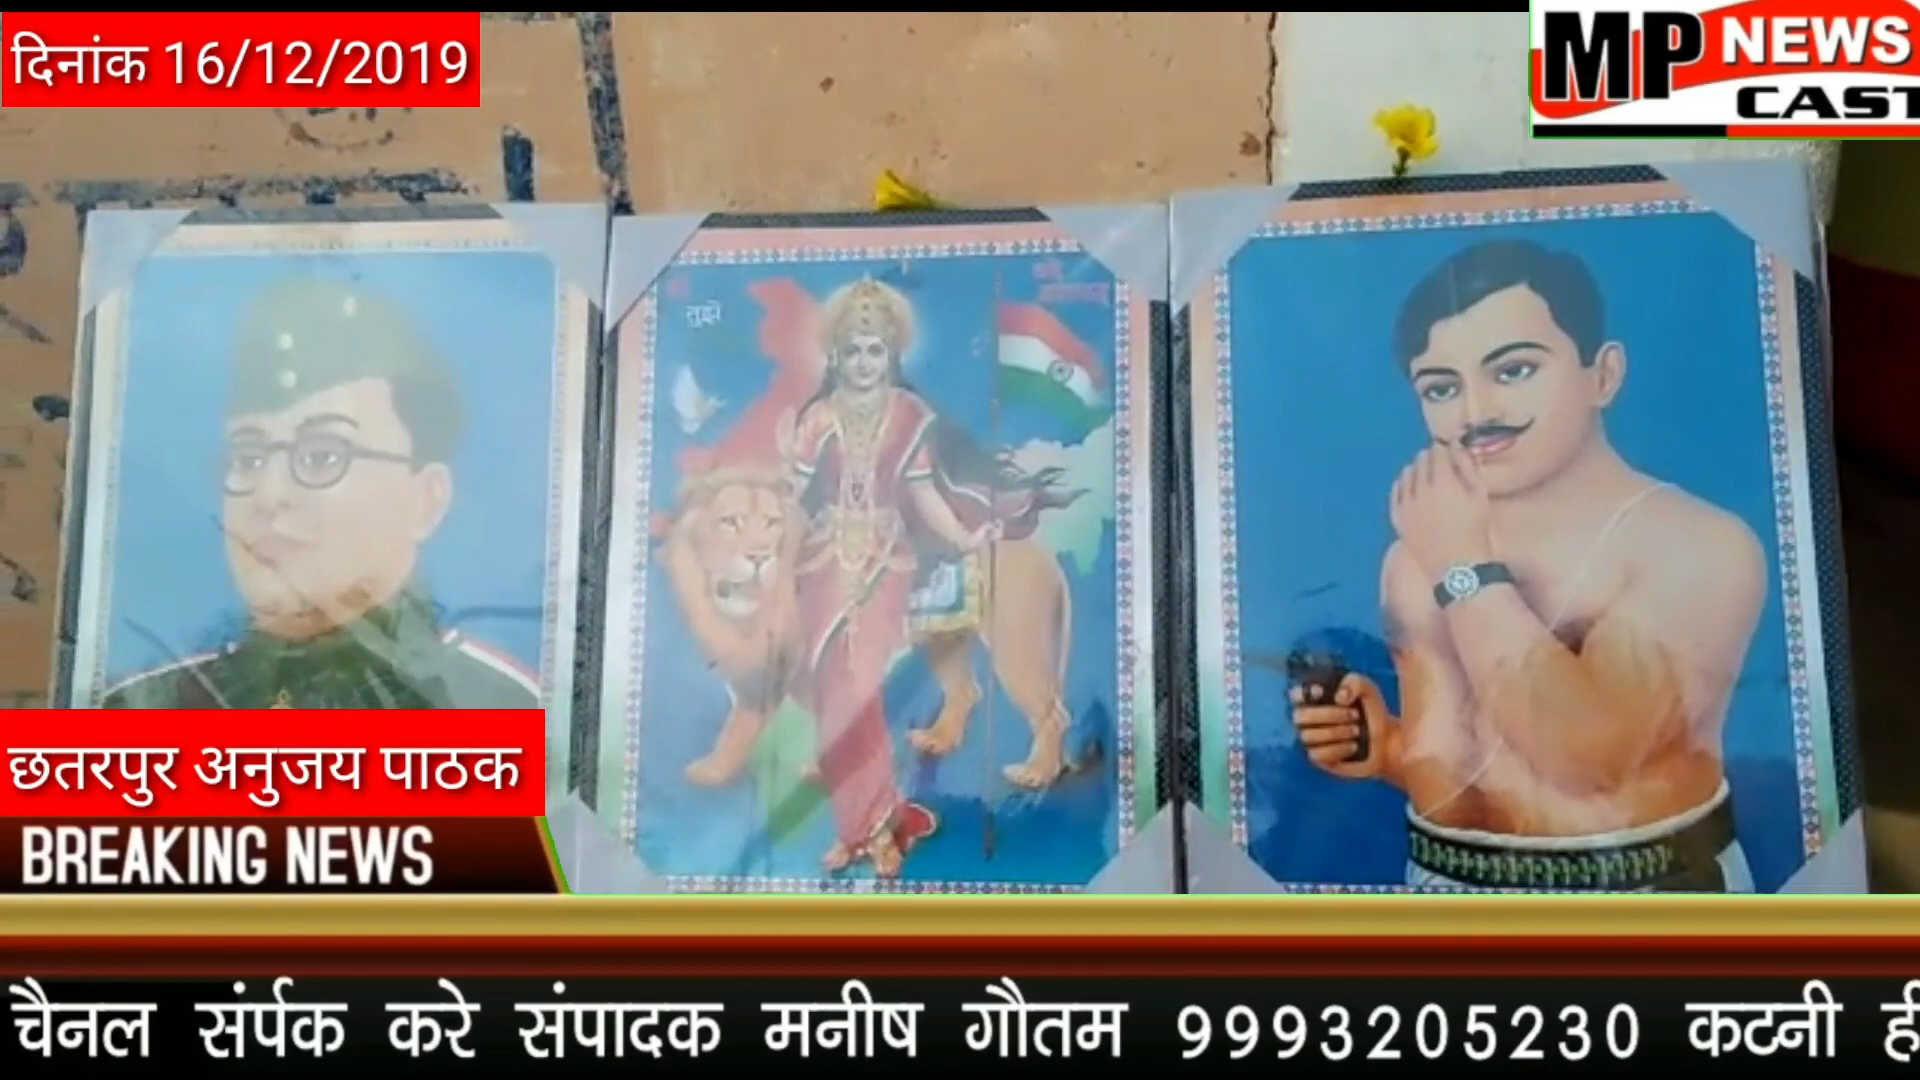 दिनांक 16/12/2019
MP NEWS
CAST
तुझे
छतरपुर अनुजय पाठक
BREAKING NEWS
चैनल संर्पक करे संपादक मनीष गौतम 9993205230 कटनी ही